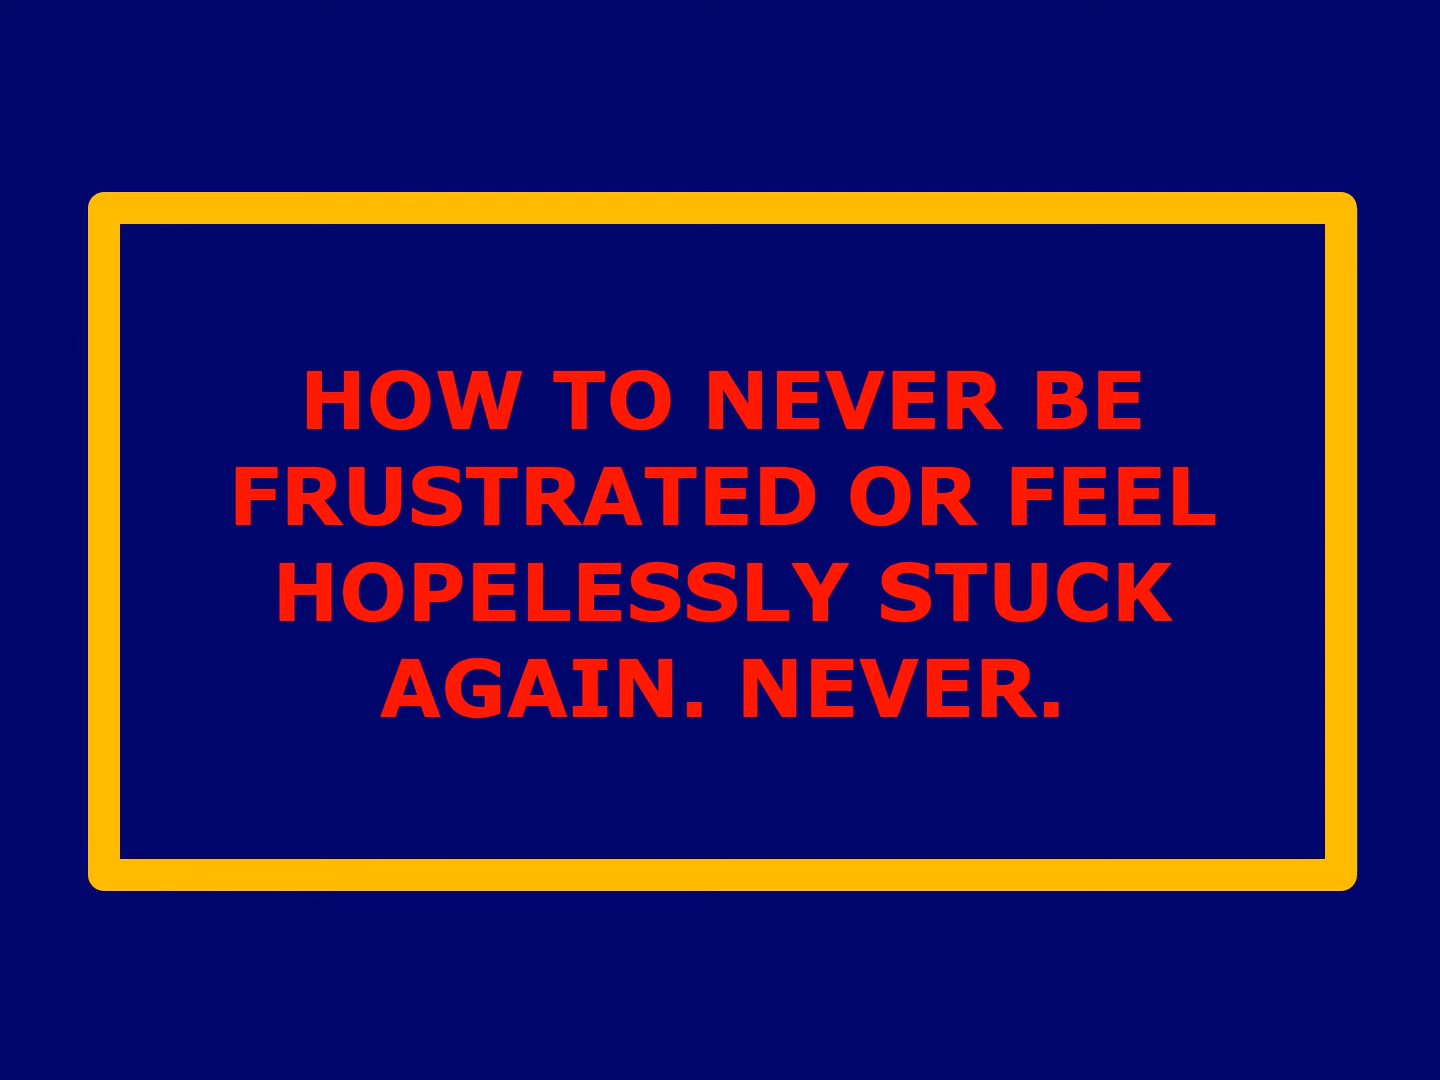 HOW TO NEVER BE
FRUSTRATED OR FEEL
HOPELESSLY STUCK
AGAIN. NEVER.